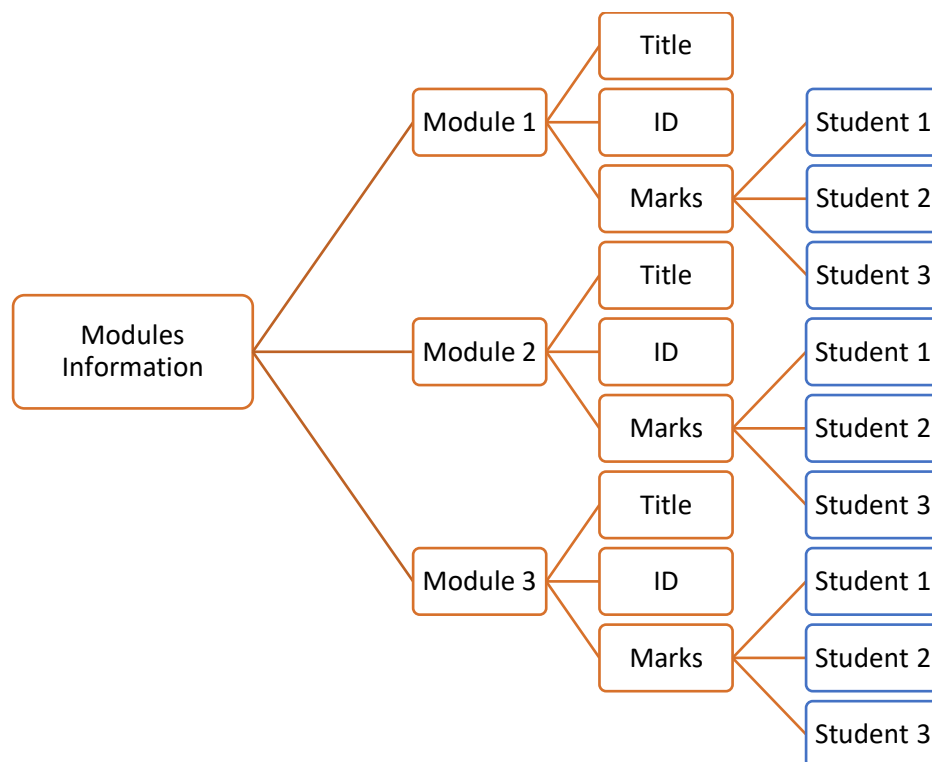 Modules
Information
Module 1
Title
ID
Marks
Student 1
Student 2
Student 3
Module 2
Title
ID
Marks
Student 1
Student 2
Student 3
Module 3
Title
ID
Marks
Student 1
Student 2
Student 3